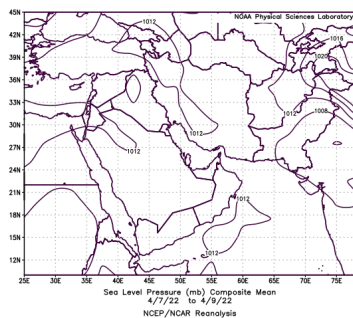 NOAA Physical Sciences Laboratory
45N
42N
39N
36N
33N
30N
27N
24N
21N
18N
15N
12N
1012
1016
1020
1012
1008
1012
1012
1012
1012
25E 30E 35E 40E 45E 50E 55E 60E 65E 70E 75E
Sea Level Pressure (mb) Composite Mean
4/7/22 to 4/9/22
NCEP/NCAR Reanalysis